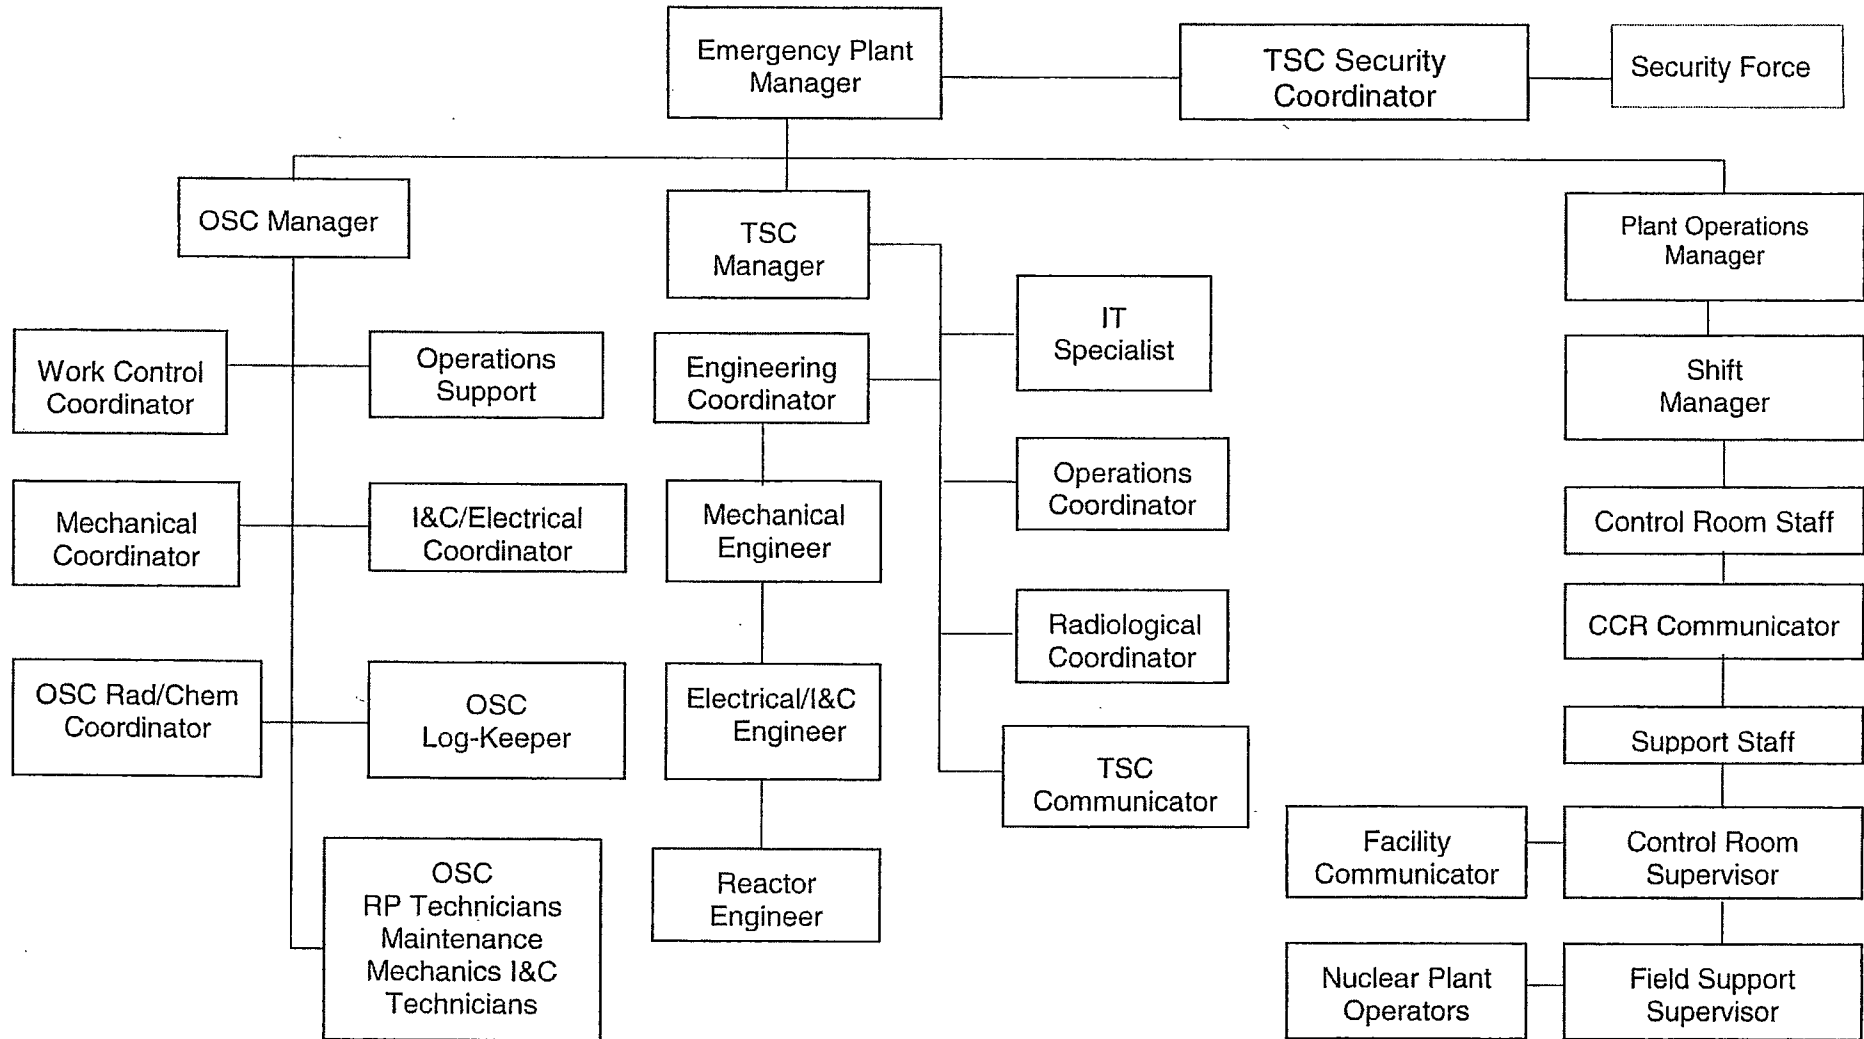 Emergency Plant
Manager
TSC Security
Coordinator
Security Force
OSC Manager
TSC
Manager
Plant Operations
Manager
IT
Specialist
Work Control
Coordinator
Operations
Support
Engineering
Coordinator
Shift
Manager
Operations
Coordinator
Mechanical
Coordinator
I&C/Electrical
Coordinator
Mechanical
Engineer
Control Room Staff
Radiological
Coordinator
CCR Communicator
OSC Rad/Chem
Coordinator
OSC
Log-Keeper
Electrical/I&C
Engineer
TSC
Communicator
Support Staff
Facility
Communicator
Control Room
Supervisor
OSC
RP Technicians
Maintenance
Mechanics I&C
Technicians
Reactor
Engineer
Nuclear Plant
Operators
Field Support
Supervisor